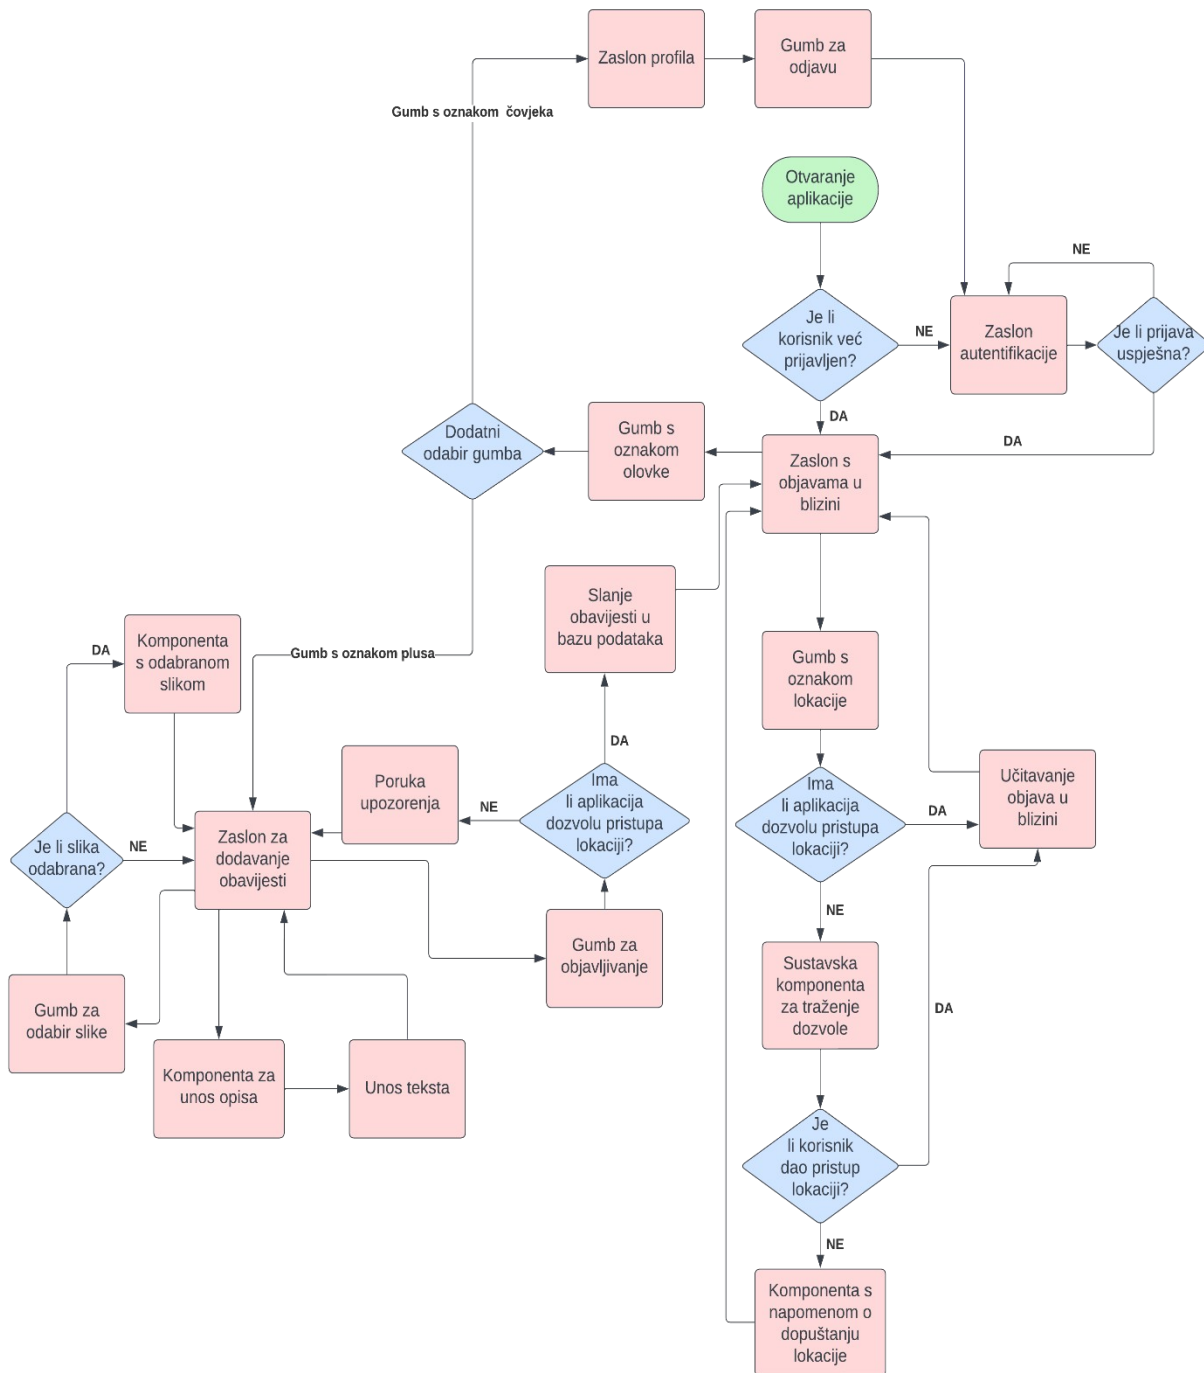 Zaslon profila
Gumb za
odjavu
Gumb s oznakom čovjeka
Otvaranje
aplikacije
NE
Je li
korisnik već
prijavljen?
NE
Zaslon
autentifikacije
Je li prijava
uspješna?
DA
DA
Dodatni
odabir gumba
Gumb s
oznakom
olovke
Zaslon s
objavama u
blizini
Slanje
obavijesti u
bazu podataka
Komponenta
s odabranom
slikom
DA
Gumb s oznakom plusa
Gumb s
oznakom
lokacije
DA
Poruka
upozorenja
NE
Ima
li aplikacija
dozvolu pristupa
lokaciji?
Ima
li aplikacija
dozvolu pristupa
lokaciji?
DA
Učitavanje
objava u
blizini
Je li slika
odabrana?
NE
Zaslon za
dodavanje
obavijesti
NE
Gumb za
objavljivanje
Sustavska
komponenta
za traženje
dozvole
DA
Gumb za
odabir slike
Komponenta za
unos opisa
Unos teksta
Je
li korisnik
dao pristup
lokaciji?
NE
Komponenta s
napomenom o
dopuštanju
lokacije